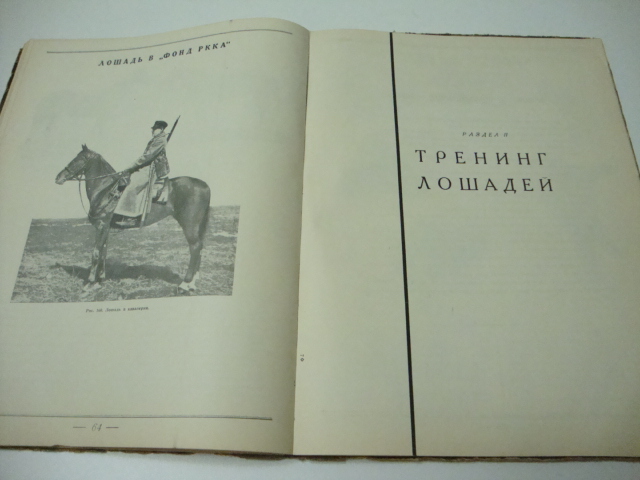 ЛОШАДЬ В „ФОНД РККА"
— 64 —
РАЗДЕЛ II
ТРЕНИНГ
ЛОШАДЕЙ